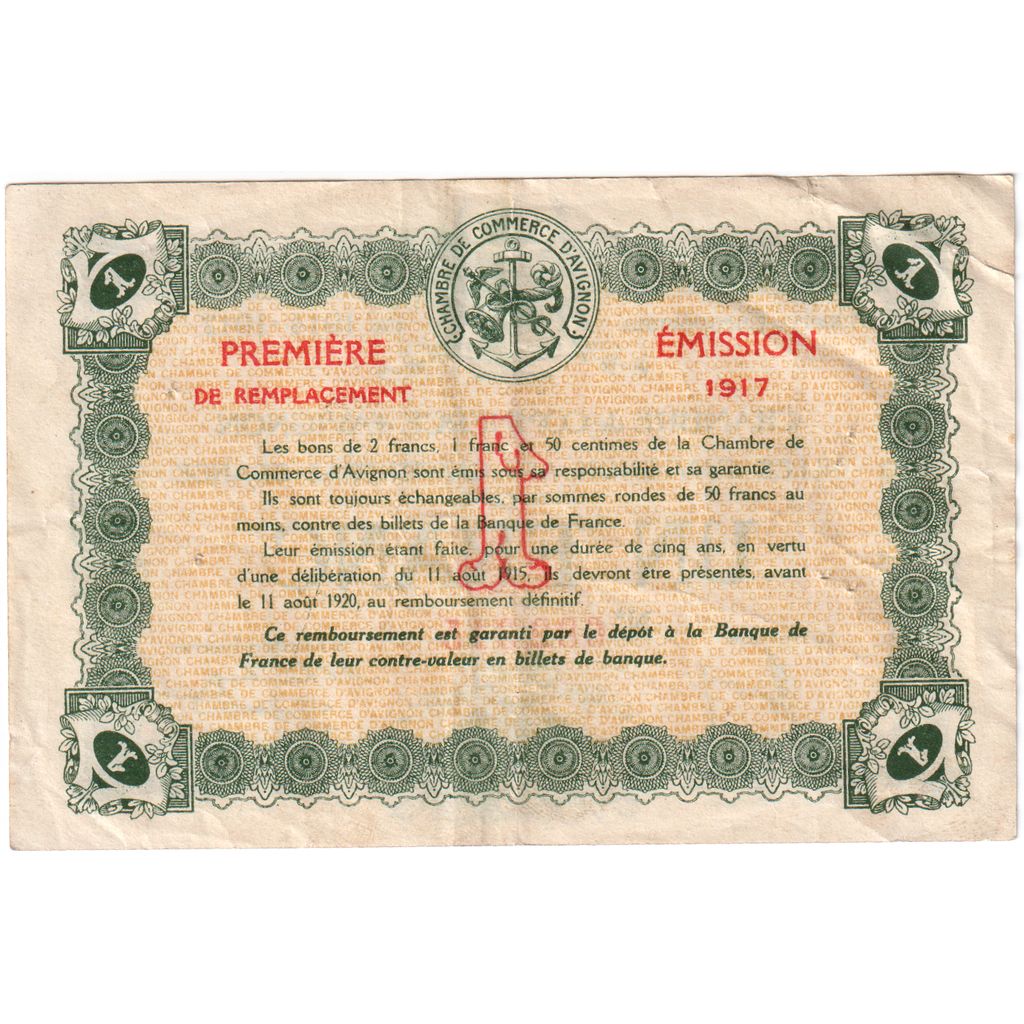 CHAMBRE DE COMMERCE D'AVIGNON
1
1
PREMIÈRE ÉMISSION
DE REMPLACEMENT 1917
1
Les bons de 2 francs, 1 franc et 50 centimes de la Chambre de
Commerce d'Avignon sont émis sous sa responsabilité et sa garantie.
Ils sont toujours échangeables, par sommes rondes de 50 francs au
moins, contre des billets de la Banque de France.
Leur émission étant faite, pour une durée de cinq ans, en vertu
d'une délibération du 11 août 1915, ils devront être présentés, avant
le 11 août 1920, au remboursement définitif.
Ce remboursement est garanti par le dépôt à la Banque de
France de leur contre-valeur en billets de banque.
1
1